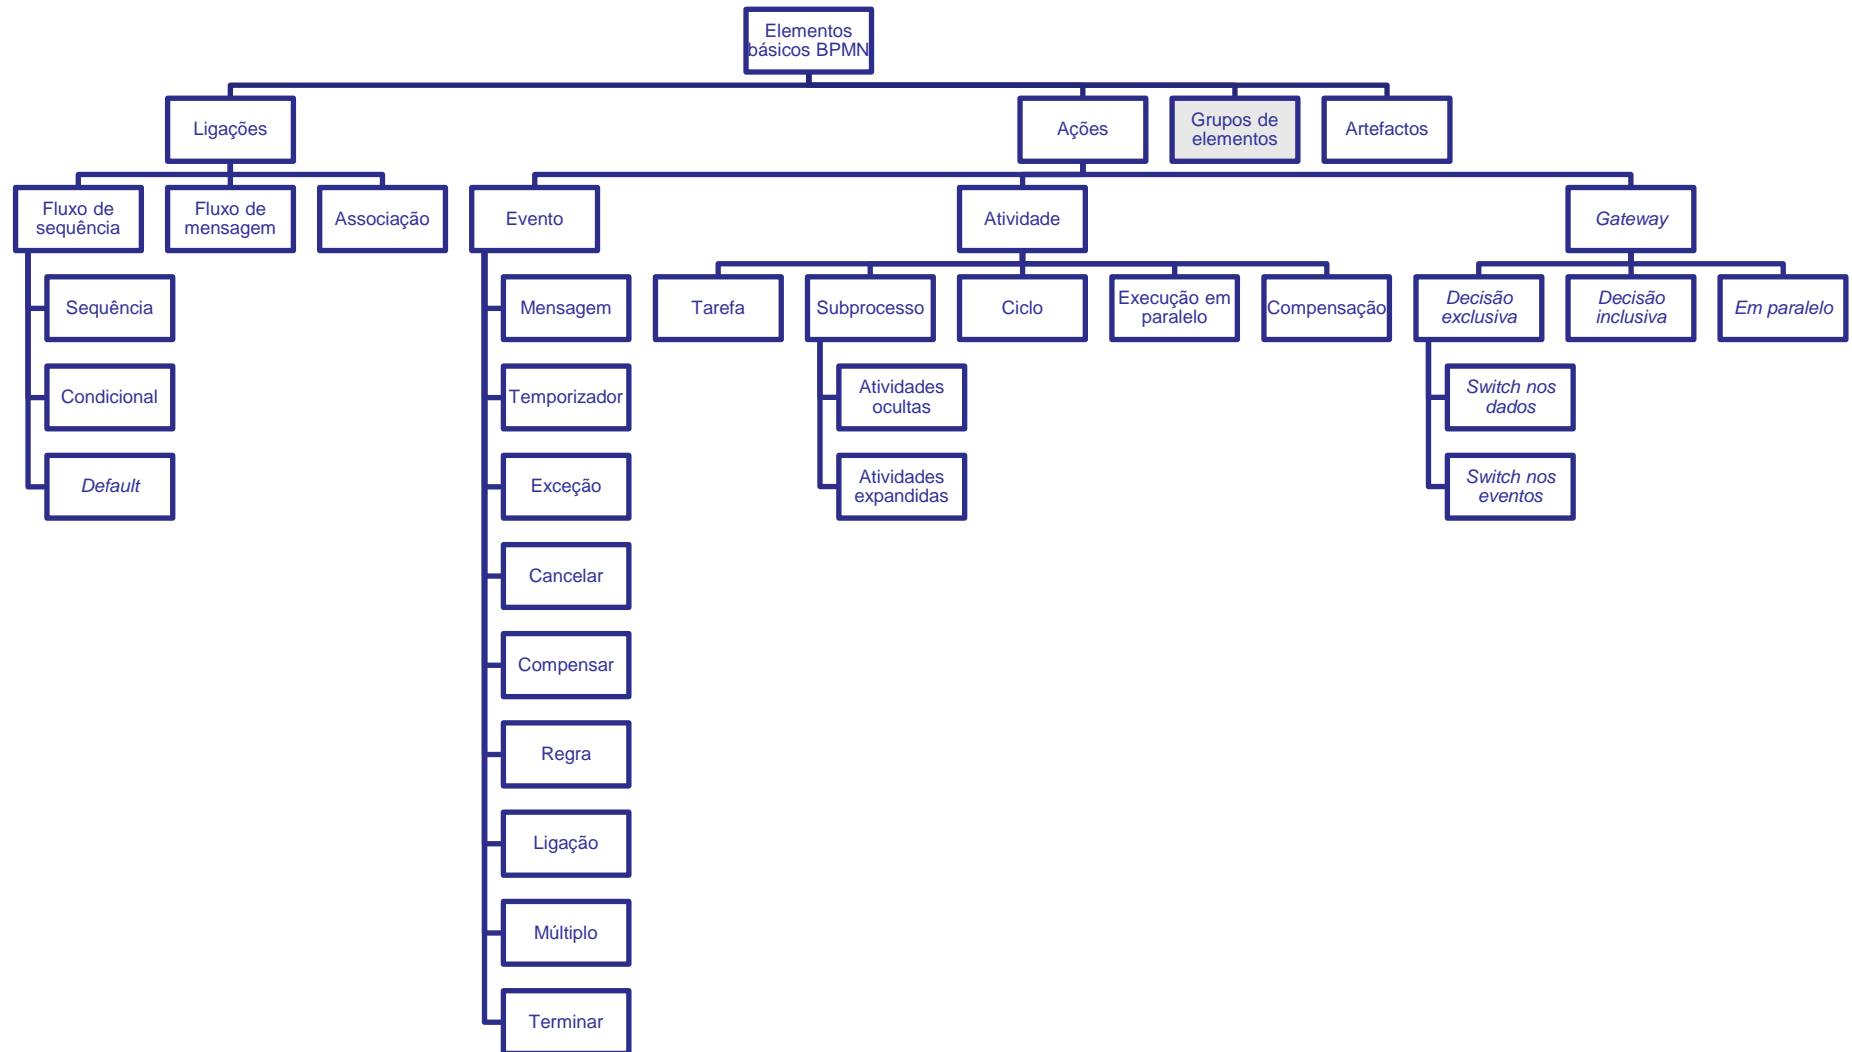 Elementos
básicos BPMN
Ligações
Ações
Grupos de
elementos
Artefactos
Fluxo de
sequência
Fluxo de
mensagem
Associação
Evento
Atividade
Gateway
Sequência
Condicional
Default
Mensagem
Temporizador
Exceção
Cancelar
Compensar
Regra
Ligação
Múltiplo
Terminar
Tarefa
Subprocesso
Ciclo
Execução em
paralelo
Compensação
Atividades
ocultas
Atividades
expandidas
Decisão
exclusiva
Decisão
inclusiva
Em paralelo
Switch nos
dados
Switch nos
eventos